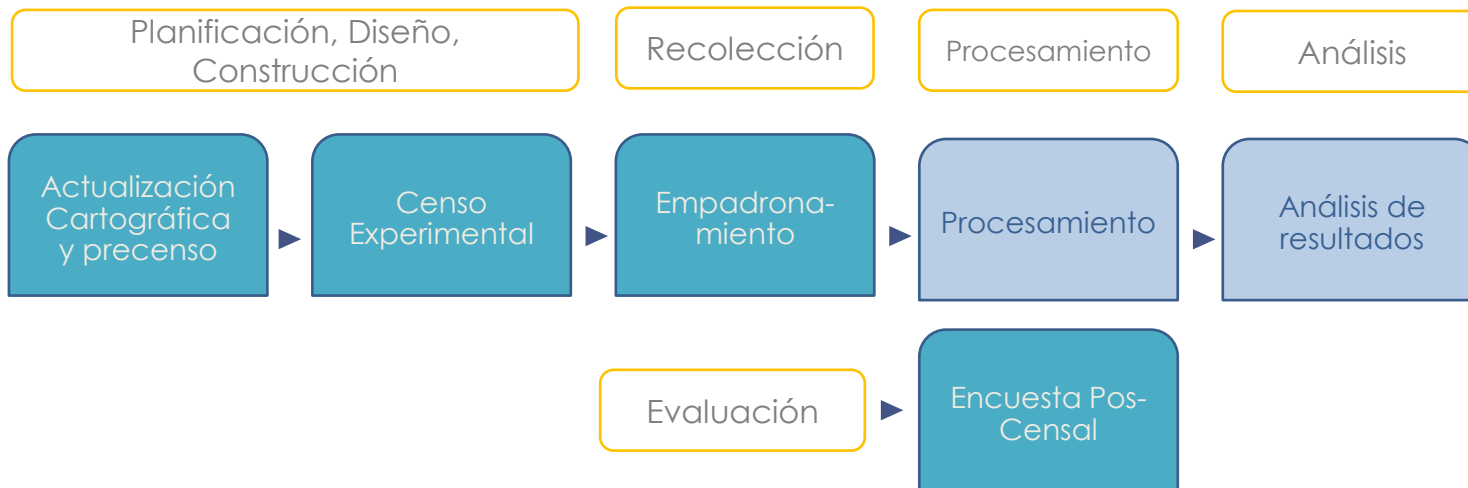 Planificación, Diseño,
Construcción
Recolección
Procesamiento
Análisis
Actualización
Cartográfica
y precenso
Censo
Experimental
Empadrona-
miento
Procesamiento
Análisis de
resultados
Evaluación
Encuesta Pos-
Censal